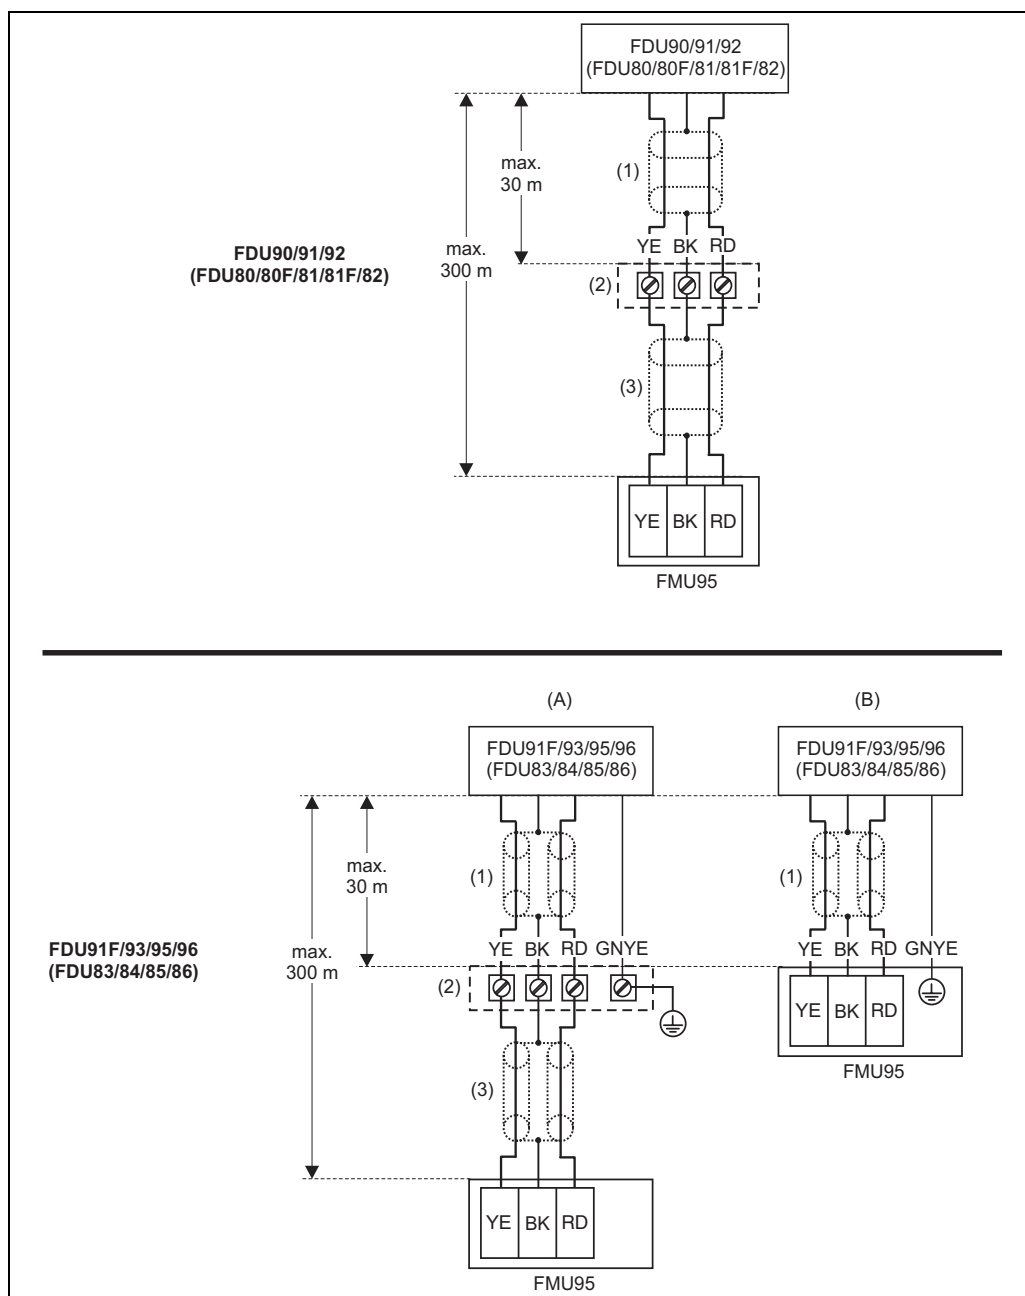 FDU90/91/92
(FDU80/80F/81/81F/82)
max.
30 m
(1)
FDU90/91/92
(FDU80/80F/81/81F/82)
max.
300 m
YE BK RD
(2)
(3)
YE BK RD
FMU95
(A)
(B)
FDU91F/93/95/96
(FDU83/84/85/86)
FDU91F/93/95/96
(FDU83/84/85/86)
max.
30 m
(1)
(1)
FDU91F/93/95/96
(FDU83/84/85/86)
max.
300 m
YE BK RD GNYE
YE BK RD GNYE
(2)
YE BK RD
FMU95
(3)
YE BK RD
FMU95